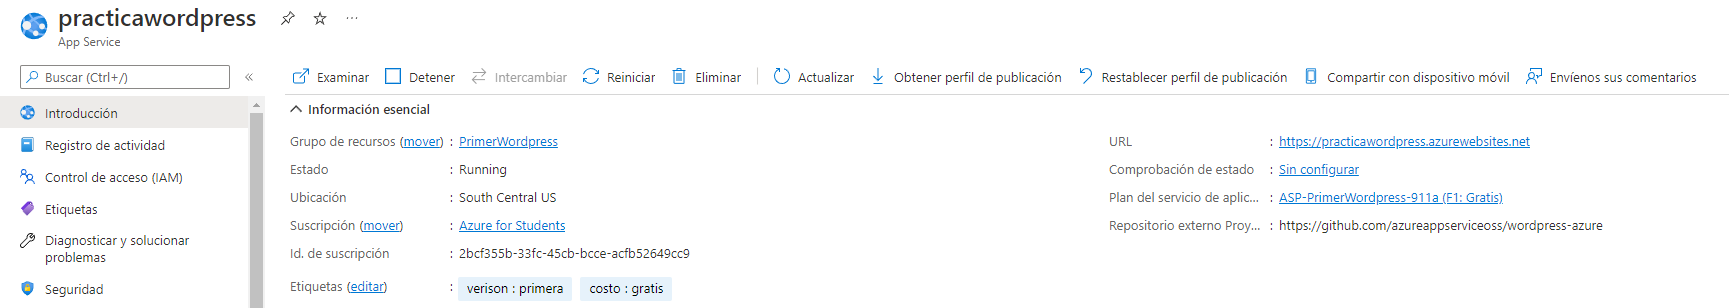 practicawordpress
App Service
Buscar (Ctrl+/)
Examinar Detener Intercambiar Reiniciar Eliminar Actualizar Obtener perfil de publicación Restablecer perfil de publicación Compartir con dispositivo móvil Envíenos sus comentarios
Introducción
Registro de actividad
Control de acceso (IAM)
Etiquetas
Diagnosticar y solucionar
problemas
Seguridad
Información esencial
Grupo de recursos (mover) : PrimerWordpress
Estado : Running
Ubicación : South Central US
Suscripción (mover) : Azure for Students
Id. de suscripción : 2bcf355b-33fc-45cb-bcce-acfb52649cc9
Etiquetas (editar) : verison : primera costo : gratis
URL : https://practicawordpress.azurewebsites.net
Comprobación de estado : Sin configurar
Plan del servicio de aplic... : ASP-PrimerWordpress-911a (F1: Gratis)
Repositorio externo Proy... : https://github.com/azureappserviceoss/wordpress-azure